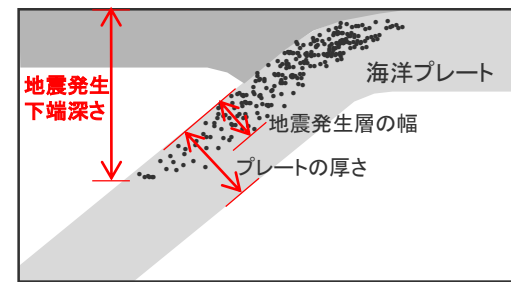 地震発生
下端深さ
海洋プレート
地震発生層の幅
プレートの厚さ